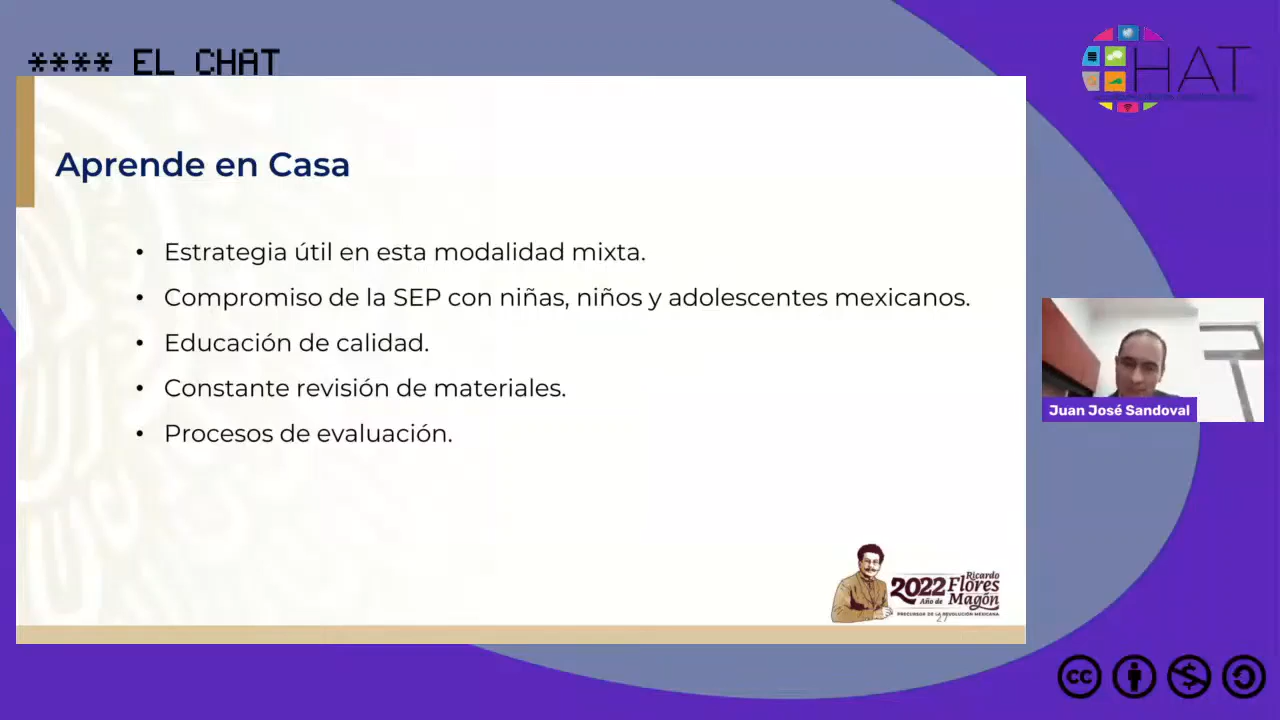 **** EL CHAT
HAT
Aprende en Casa
• Estrategia útil en esta modalidad mixta.
• Compromiso de la SEP con niñas, niños y adolescentes mexicanos.
• Educación de calidad.
• Constante revisión de materiales.
• Procesos de evaluación.
Juan José Sandoval
2022 Ricardo
Flores
Año de Magón
PRECURSOR DE LA REVOLUCIÓN MEXICANA
27
cc